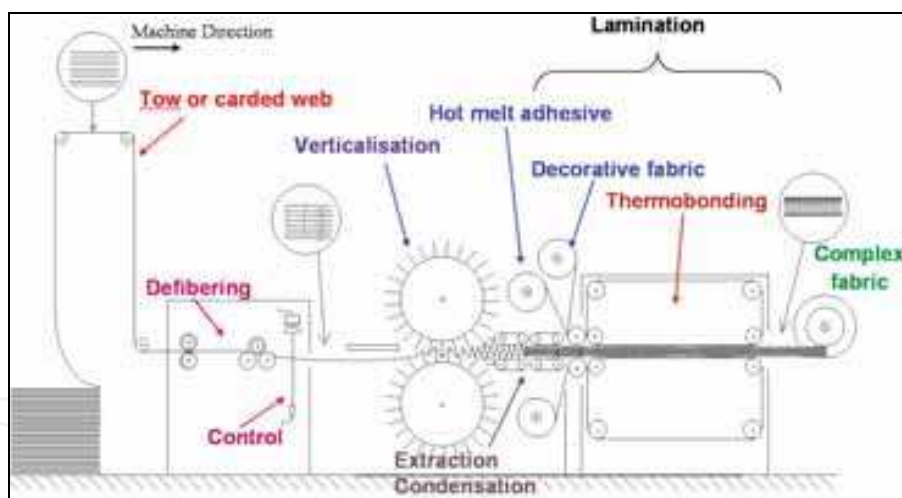 Machine Direction
Lamination
Tow or carded web
Hot melt adhesive
Verticalisation
Decorative fabric
Thermobonding
Complex
fabric
Defibering
Control
Extraction
Condensation